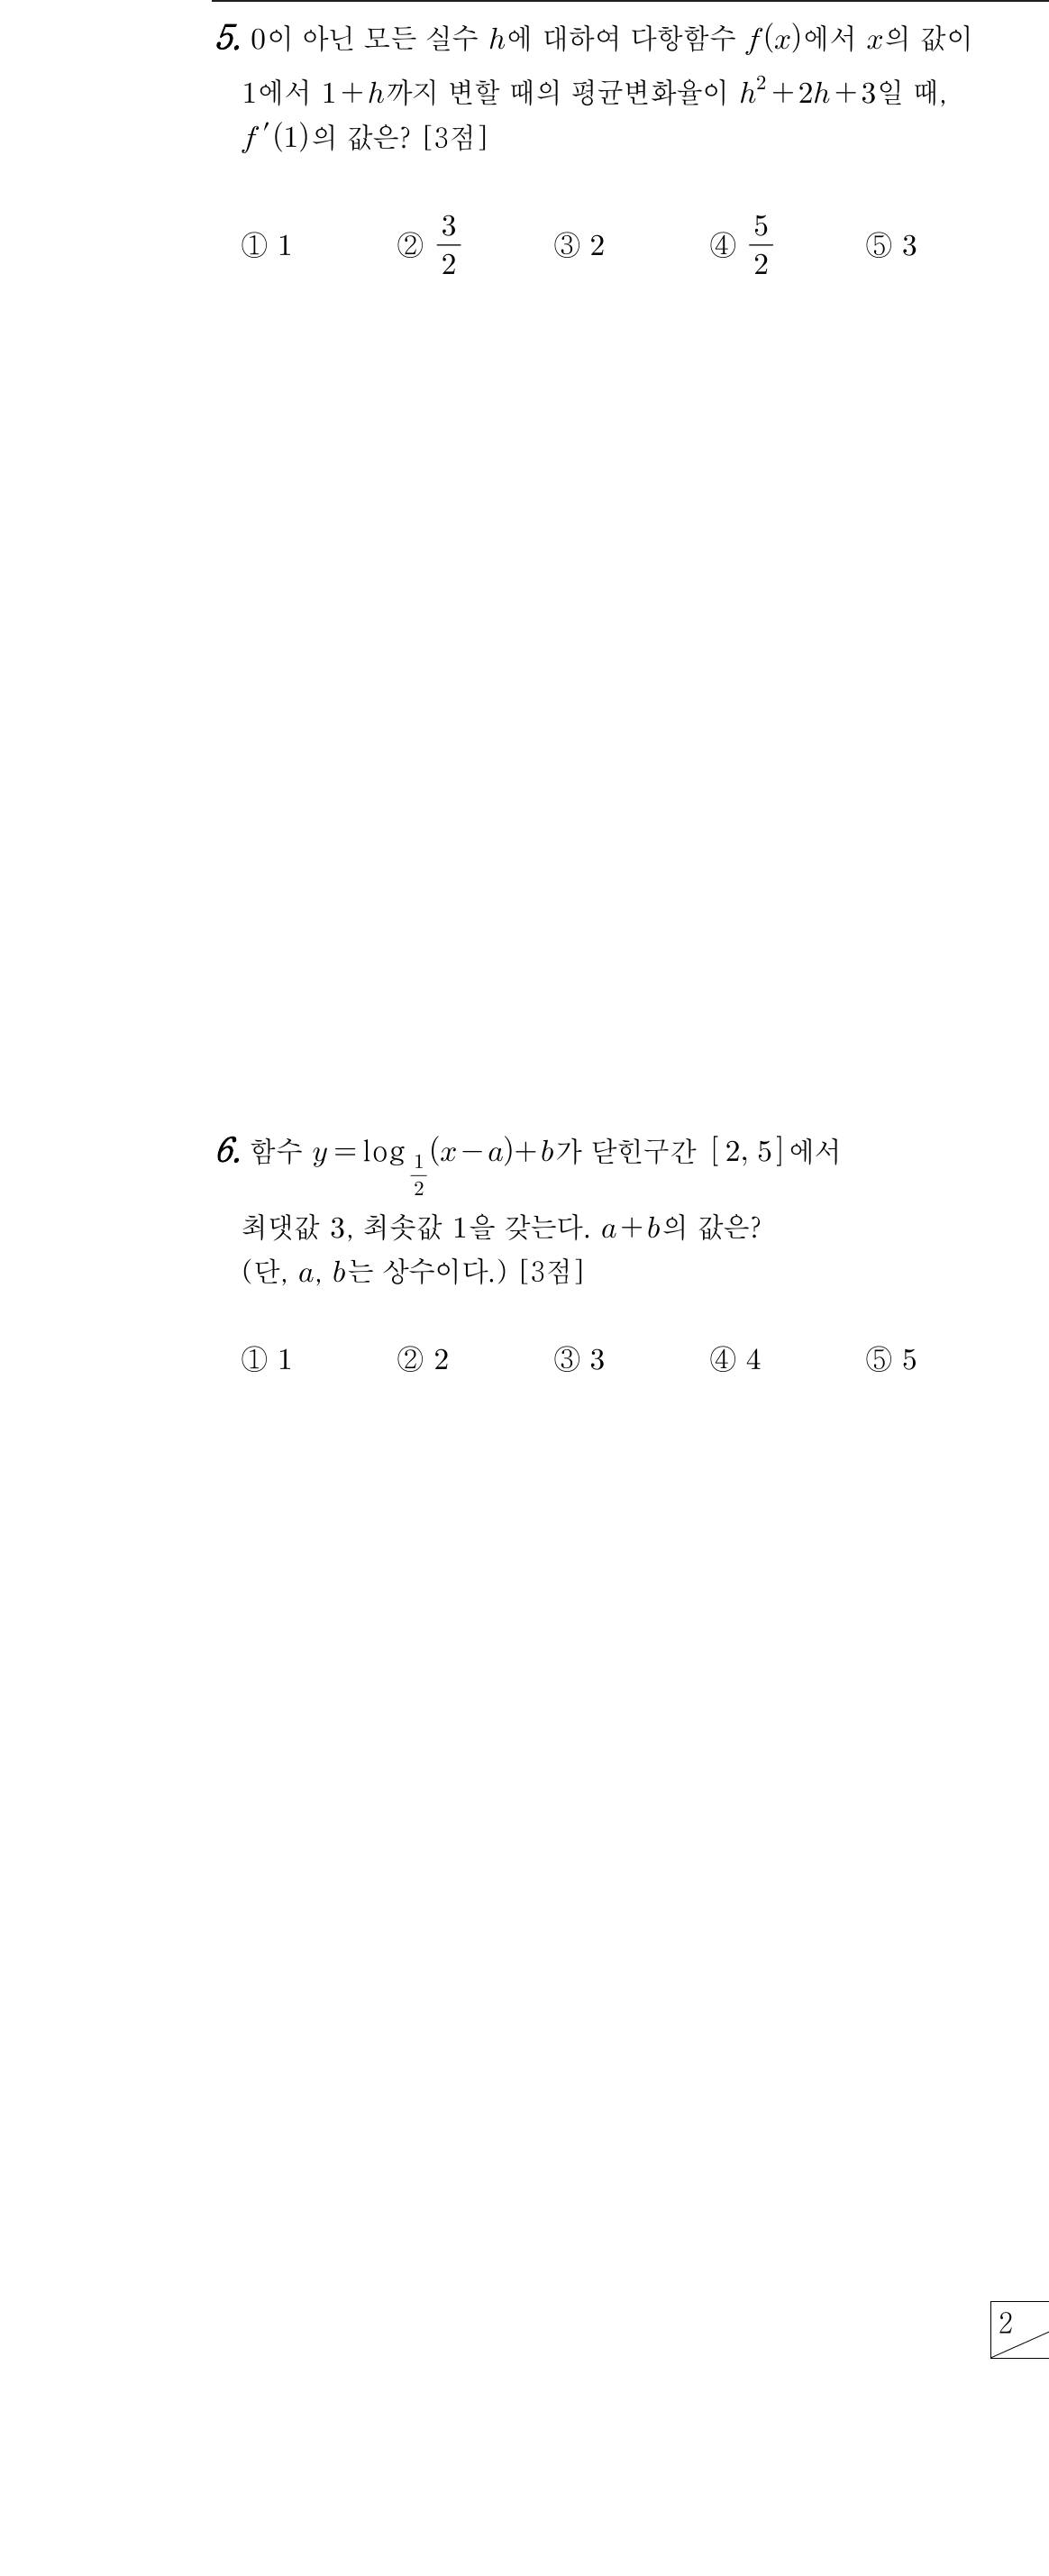 5. 0이 아닌 모든 실수 h에 대하여 다항함수 f(x)에서 x의 값이
1에서 1+h까지 변할 때의 평균변화율이 h²+2h+3일 때,
f′(1)의 값은? [3점]
① 1 ② 3/2 ③ 2 ④ 5/2 ⑤ 3
6. 함수 y=log_{1/2}(x−a)+b가 닫힌구간 [2, 5]에서
최댓값 3, 최솟값 1을 갖는다. a+b의 값은?
(단, a, b는 상수이다.) [3점]
① 1 ② 2 ③ 3 ④ 4 ⑤ 5
2